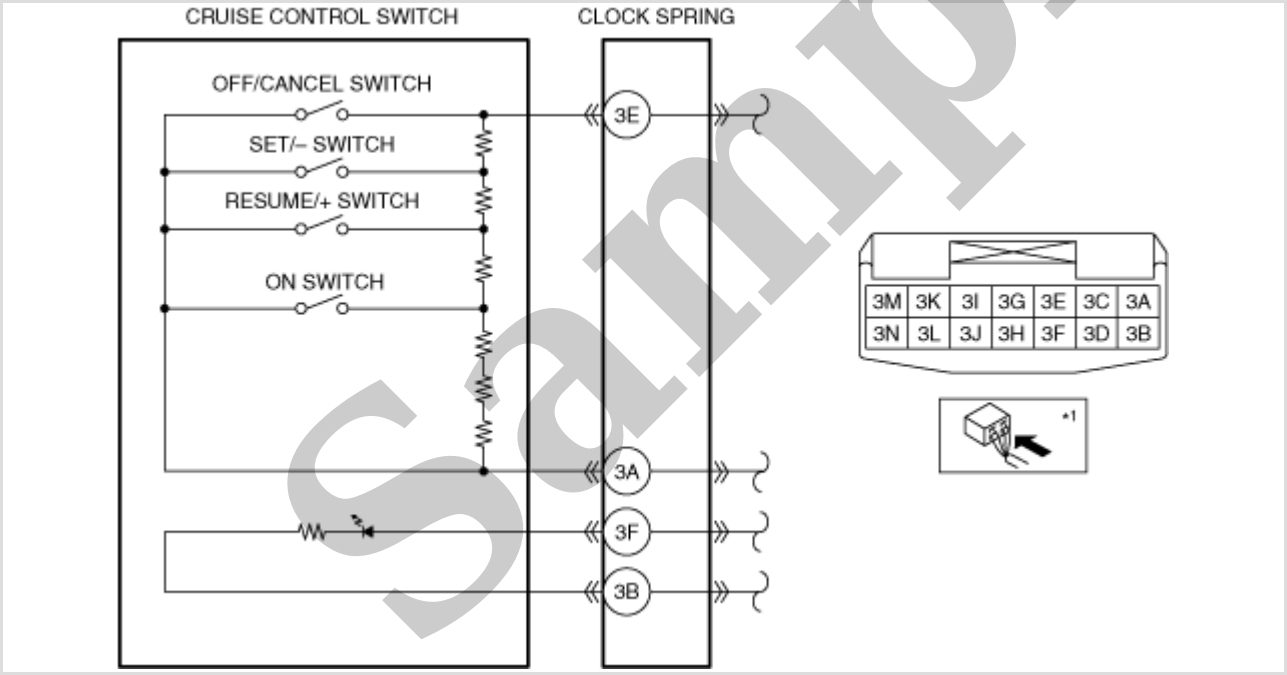 CRUISE CONTROL SWITCH
CLOCK SPRING
OFF/CANCEL SWITCH
SET/– SWITCH
RESUME/+ SWITCH
ON SWITCH
3E
3A
3F
3B
3M 3K 3I 3G 3E 3C 3A
3N 3L 3J 3H 3F 3D 3B
*1
Samp